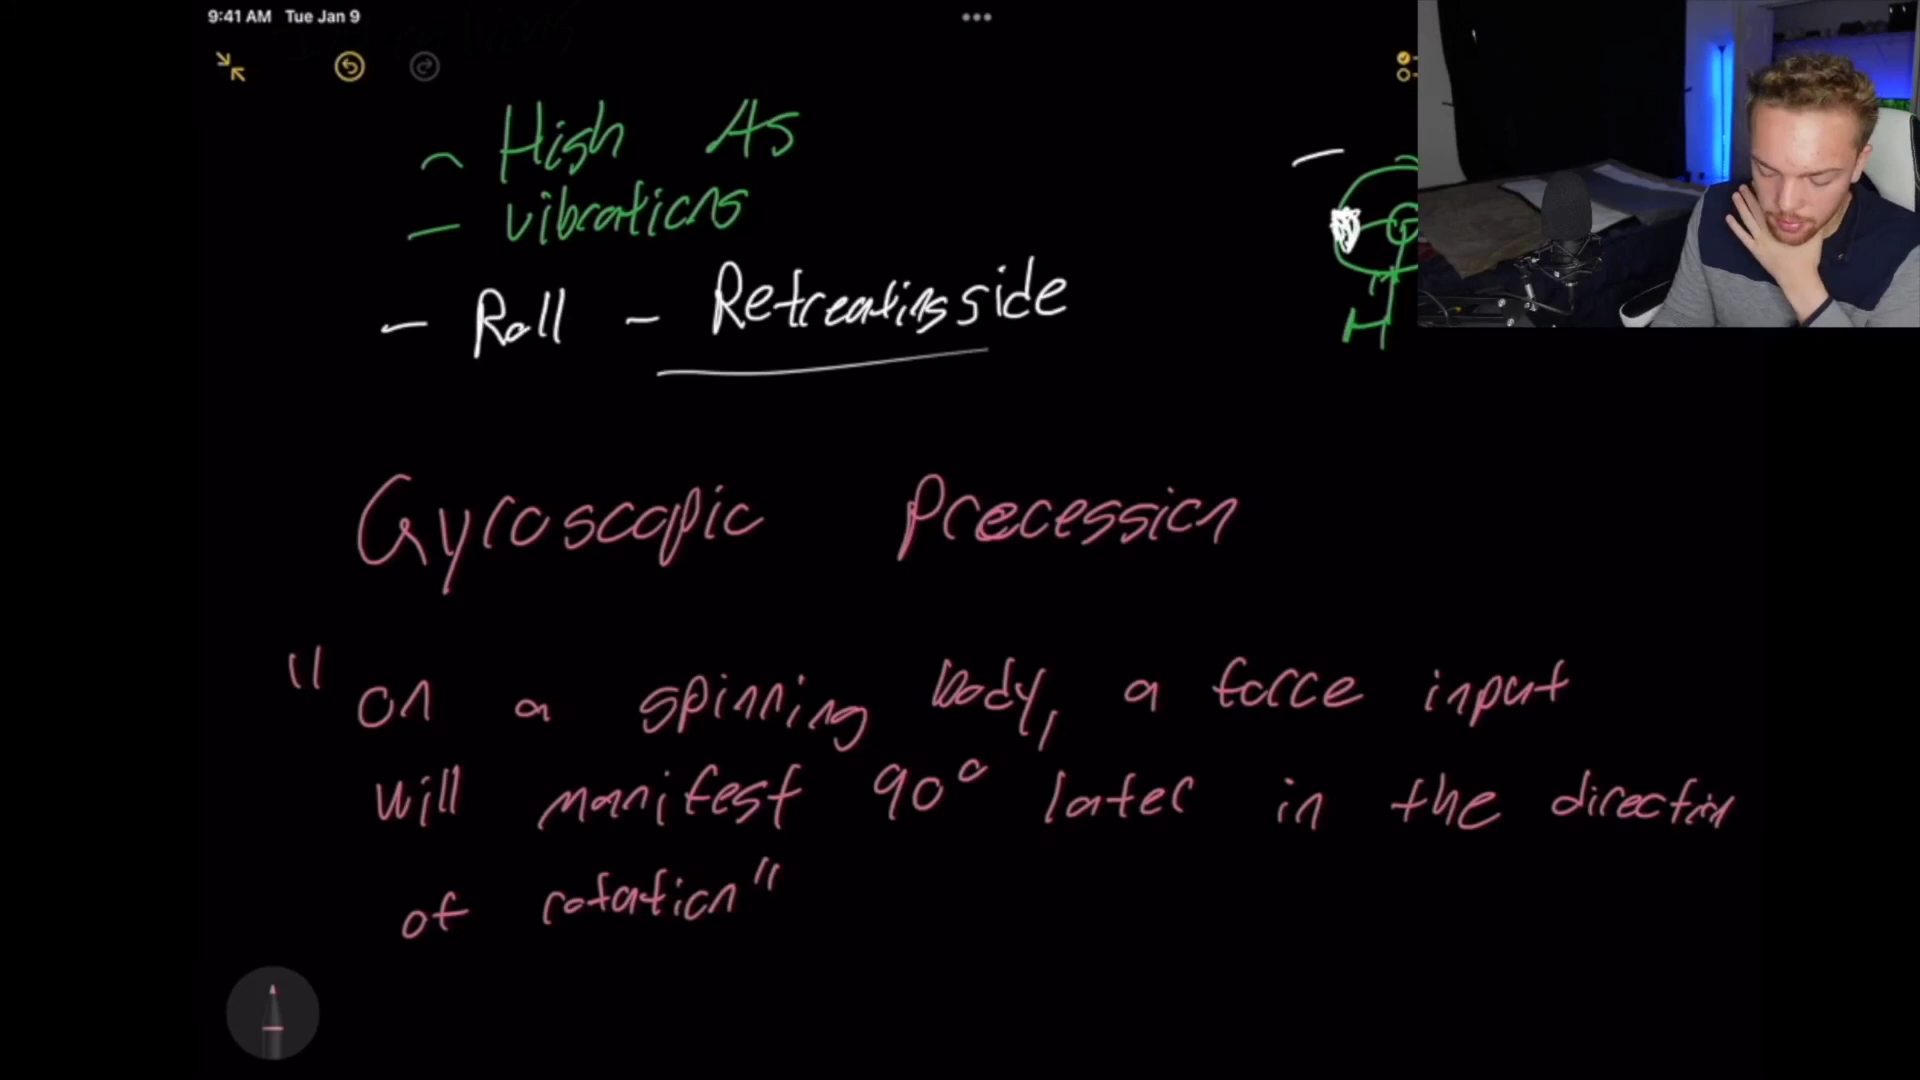 9:41 AM Tue Jan 9
- High As
- vibrations
- Roll - Retreating side
H
Gyroscopic Precession
"on a spinning body, a force input
will manifest 90° later in the direction
of rotation"